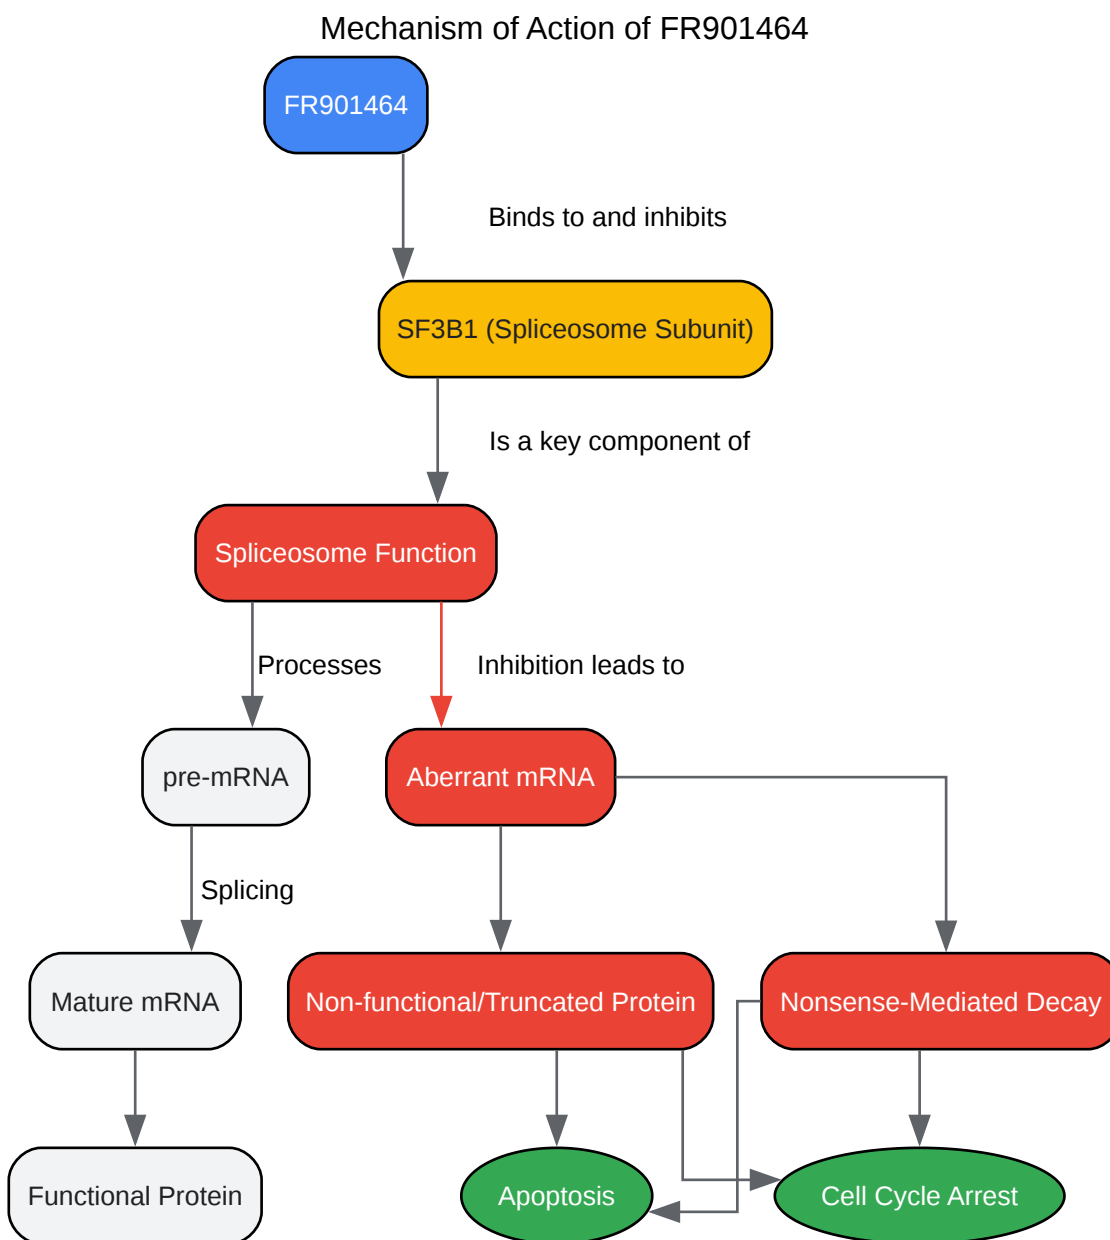 Mechanism of Action of FR901464
FR901464
Binds to and inhibits
SF3B1 (Spliceosome Subunit)
Is a key component of
Spliceosome Function
Processes
Inhibition leads to
pre-mRNA
Aberrant mRNA
Splicing
Mature mRNA
Non-functional/Truncated Protein
Nonsense-Mediated Decay
Functional Protein
Apoptosis
Cell Cycle Arrest